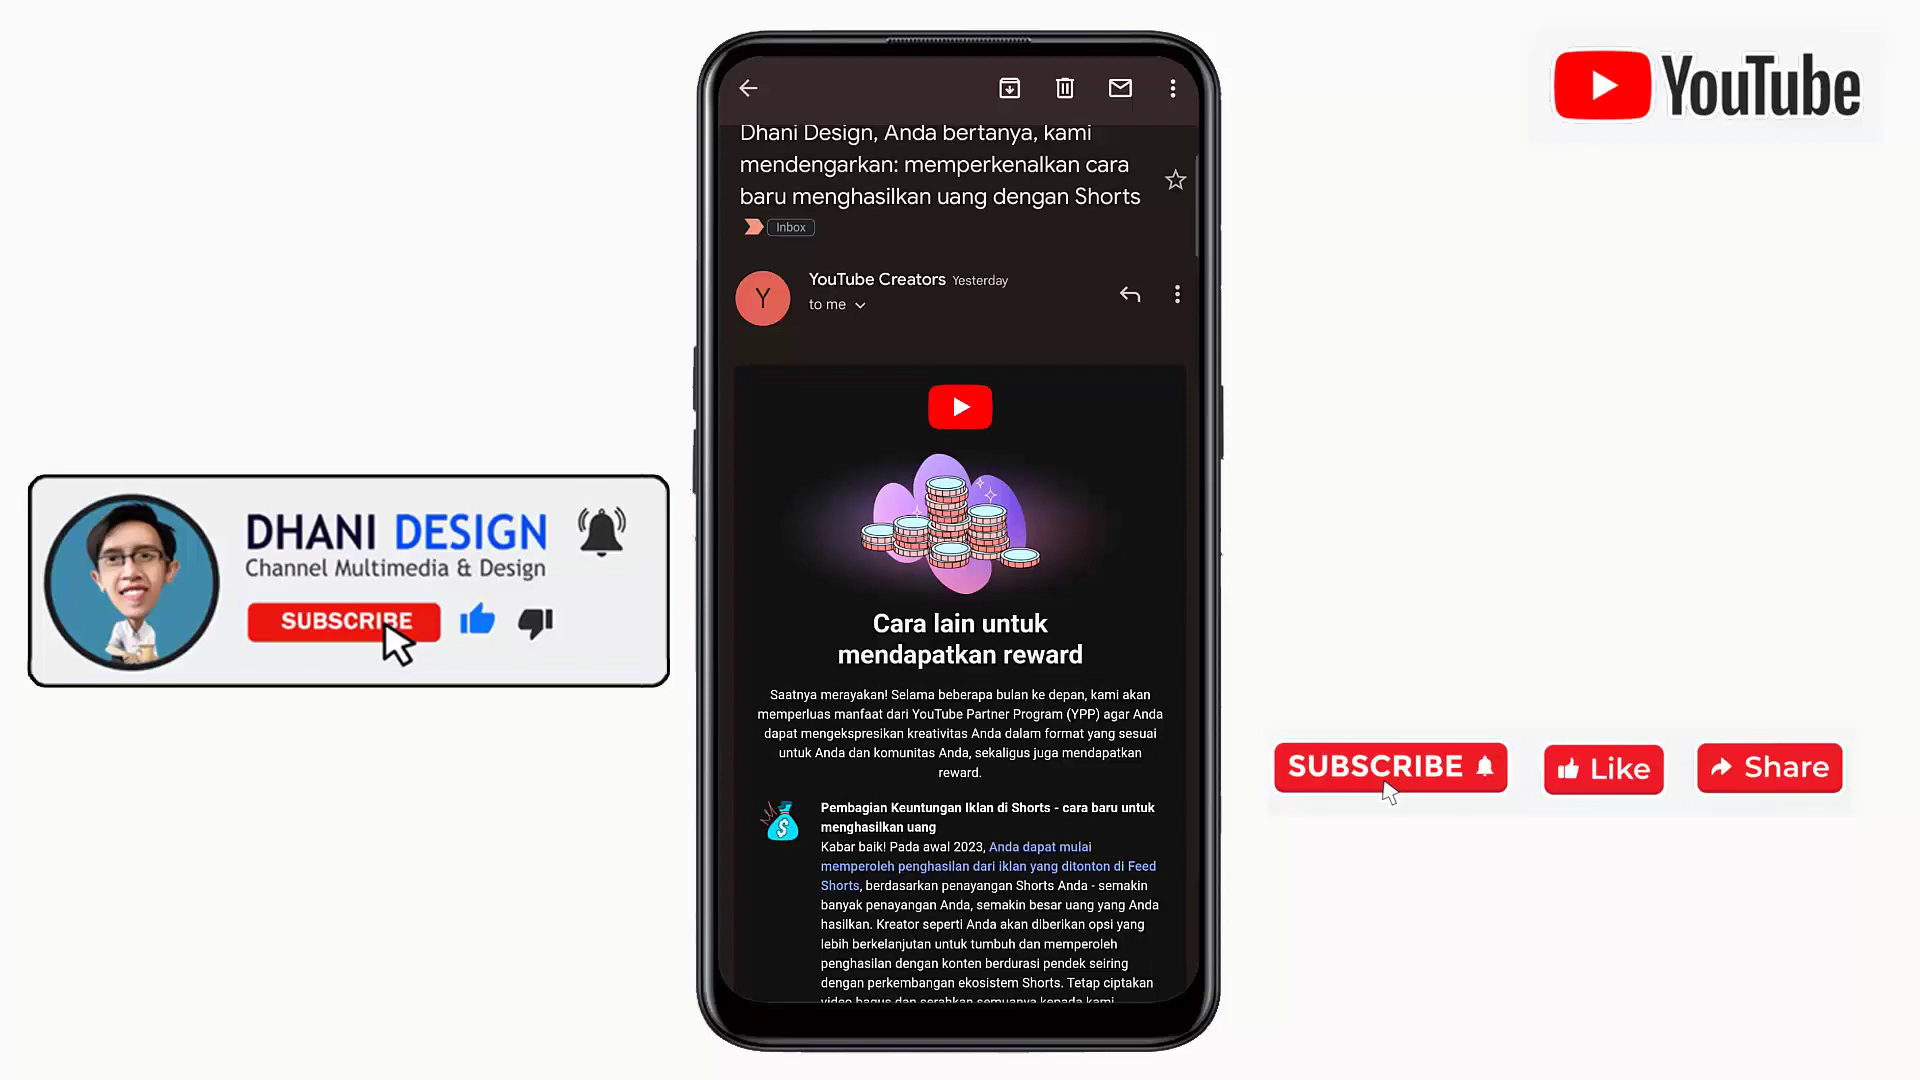 YouTube
Dhani Design, Anda bertanya, kami
mendengarkan: memperkenalkan cara
baru menghasilkan uang dengan Shorts
Inbox
Y
YouTube Creators Yesterday
to me
DHANI DESIGN
Channel Multimedia & Design
SUBSCRIBE
Cara lain untuk
mendapatkan reward
Saatnya merayakan! Selama beberapa bulan ke depan, kami akan
memperluas manfaat dari YouTube Partner Program (YPP) agar Anda
dapat mengekspresikan kreativitas Anda dalam format yang sesuai
untuk Anda dan komunitas Anda, sekaligus juga mendapatkan
reward.
Pembagian Keuntungan Iklan di Shorts - cara baru untuk
menghasilkan uang
Kabar baik! Pada awal 2023, Anda dapat mulai
memperoleh penghasilan dari iklan yang ditonton di Feed
Shorts, berdasarkan penayangan Shorts Anda - semakin
banyak penayangan Anda, semakin besar uang yang Anda
hasilkan. Kreator seperti Anda akan diberikan opsi yang
lebih berkelanjutan untuk tumbuh dan memperoleh
penghasilan dengan konten berdurasi pendek seiring
dengan perkembangan ekosistem Shorts. Tetap ciptakan
video bagus dan serahkan semuanya kepada kami
SUBSCRIBE
Like
Share